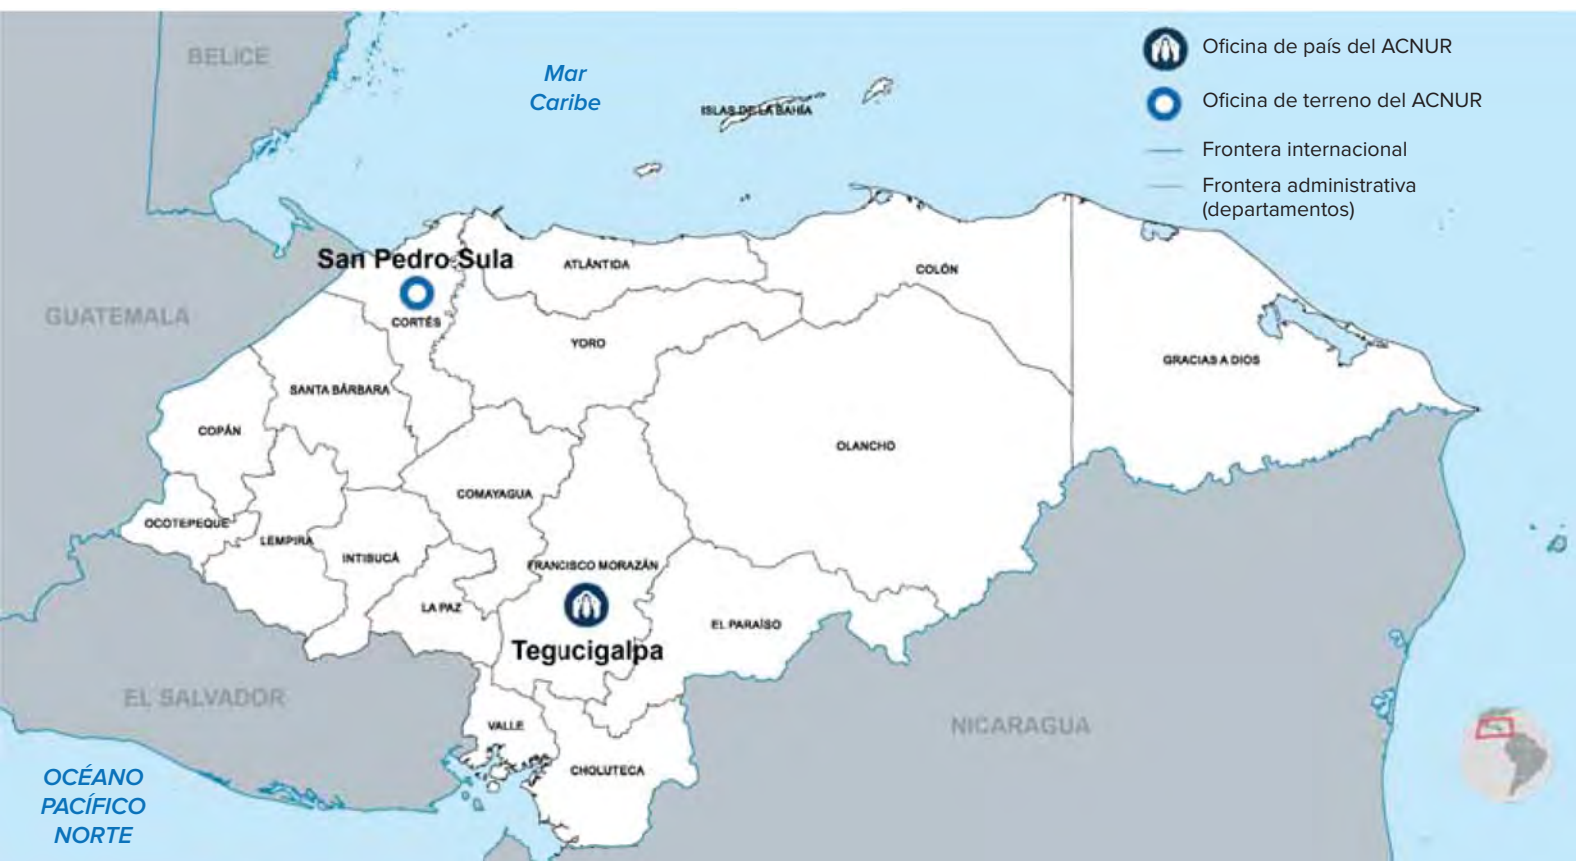 BELICE
Mar
Caribe
ISLAS DE LA BAHÍA
Oficina de país del ACNUR
Oficina de terreno del ACNUR
Frontera internacional
Frontera administrativa
(departamentos)
San Pedro Sula
ATLÁNTIDA
COLÓN
GUATEMALA
CORTÉS
YORO
GRACIAS A DIOS
SANTA BÁRBARA
COPÁN
OLANCHO
COMAYAGUA
OCOTEPEQUE
LEMPIRA
INTIBUCÁ
FRANCISCO MORAZÁN
LA PAZ
EL PARAÍSO
Tegucigalpa
EL SALVADOR
VALLE
NICARAGUA
CHOLUTECA
OCÉANO
PACÍFICO
NORTE